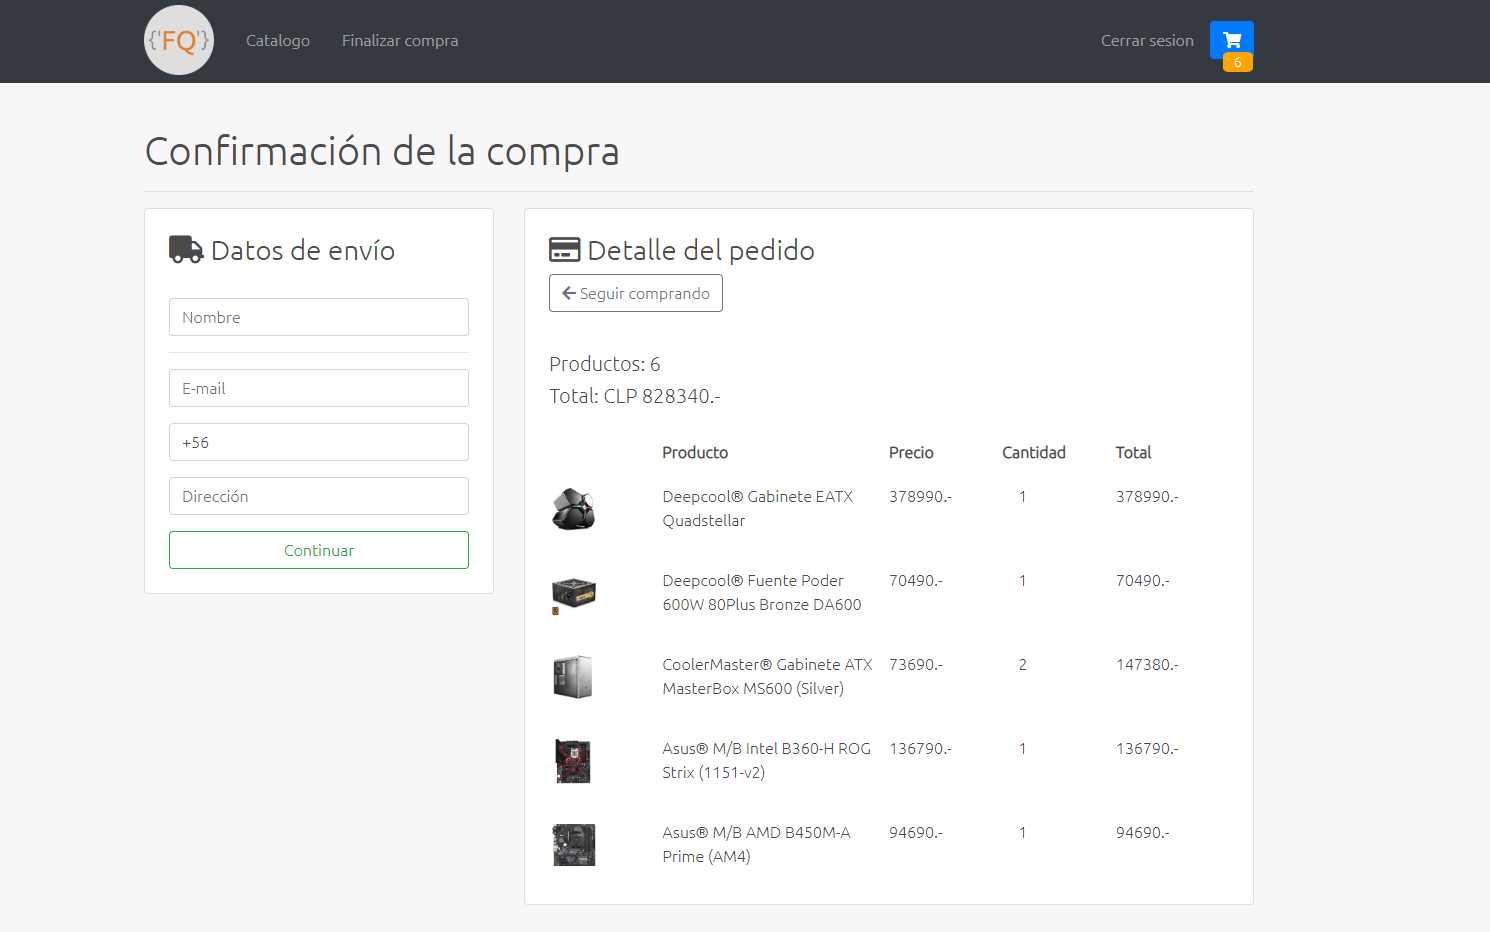 {'FQ'}
Catalogo
Finalizar compra
Cerrar sesion
6
Confirmación de la compra
Datos de envío
Nombre
E-mail
+56
Dirección
Continuar
Detalle del pedido
Seguir comprando
Productos: 6
Total: CLP 828340.-
Producto Precio Cantidad Total
Deepcool® Gabinete EATX 378990.- 1 378990.-
Quadstellar
Deepcool® Fuente Poder 70490.- 1 70490.-
600W 80Plus Bronze DA600
CoolerMaster® Gabinete ATX 73690.- 2 147380.-
MasterBox MS600 (Silver)
Asus® M/B Intel B360-H ROG 136790.- 1 136790.-
Strix (1151-v2)
Asus® M/B AMD B450M-A 94690.- 1 94690.-
Prime (AM4)